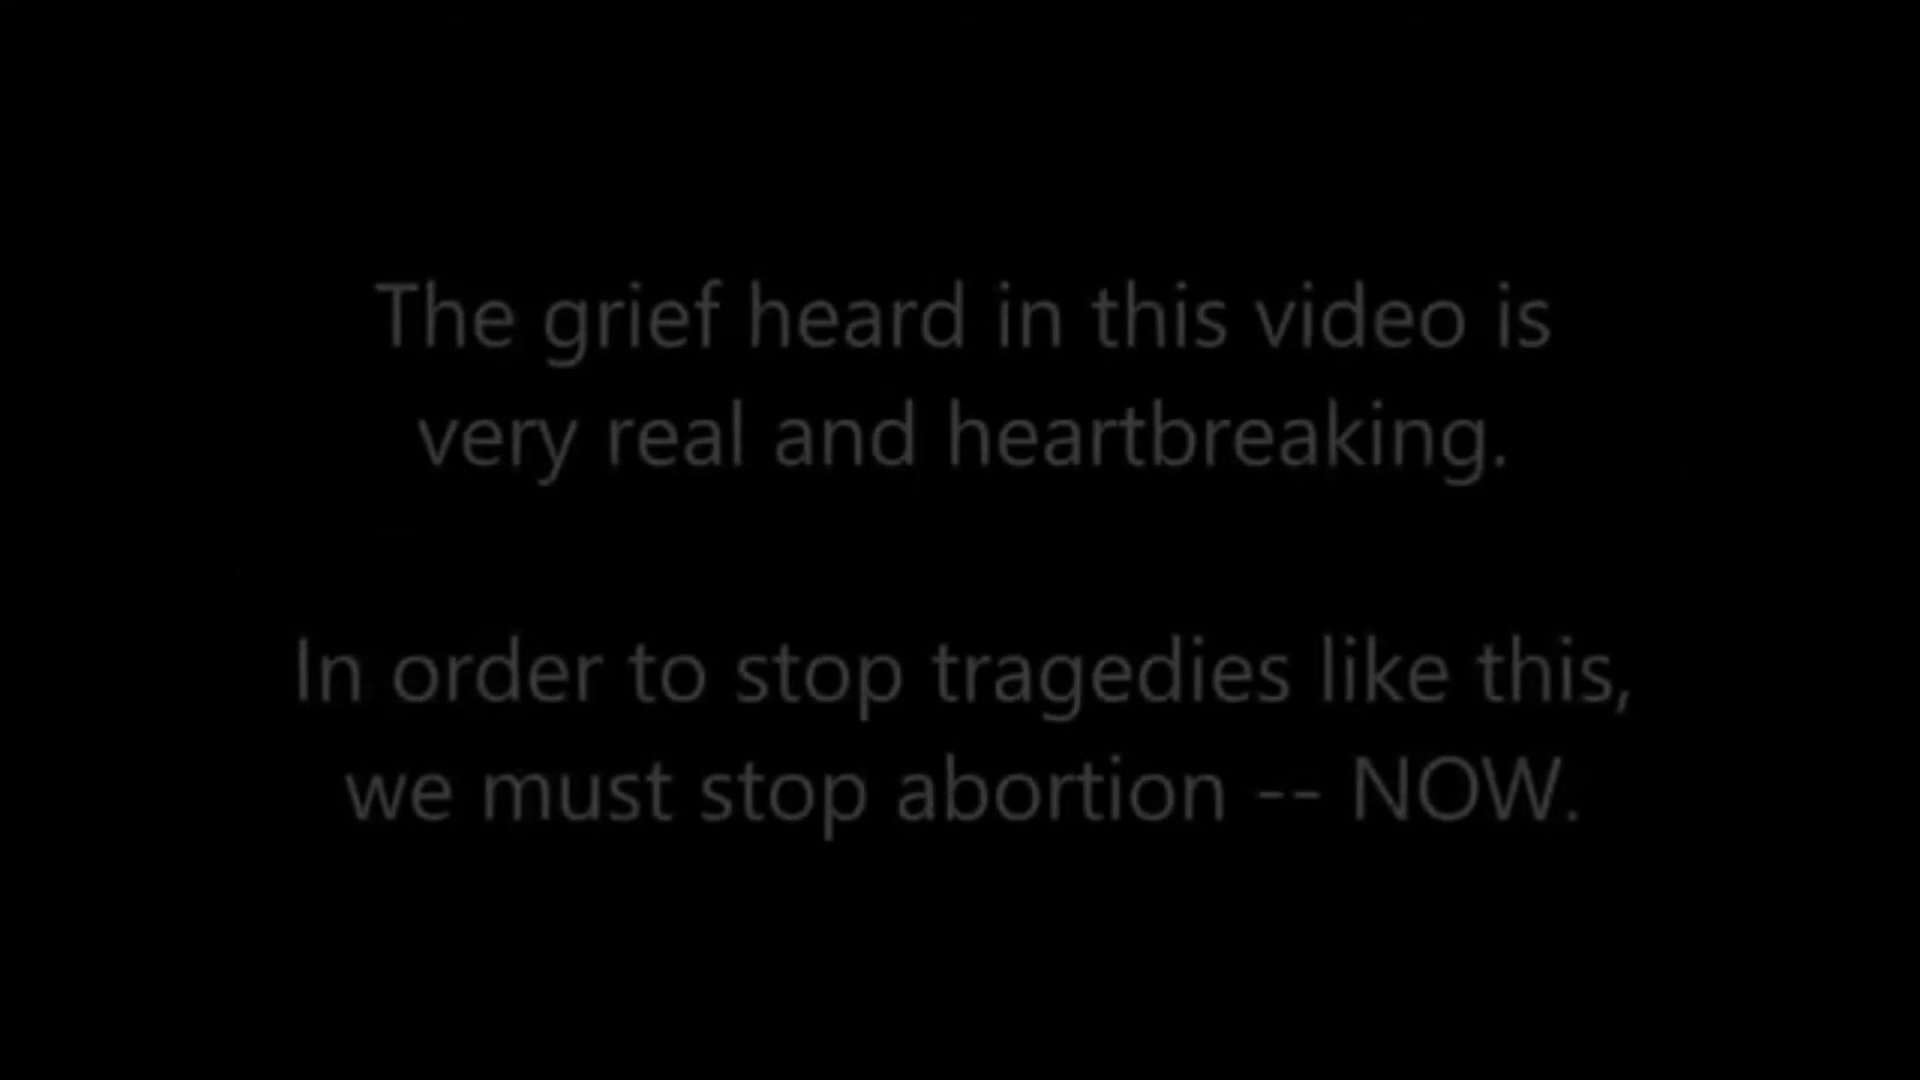 The grief heard in this video is
very real and heartbreaking.
In order to stop tragedies like this,
we must stop abortion -- NOW.